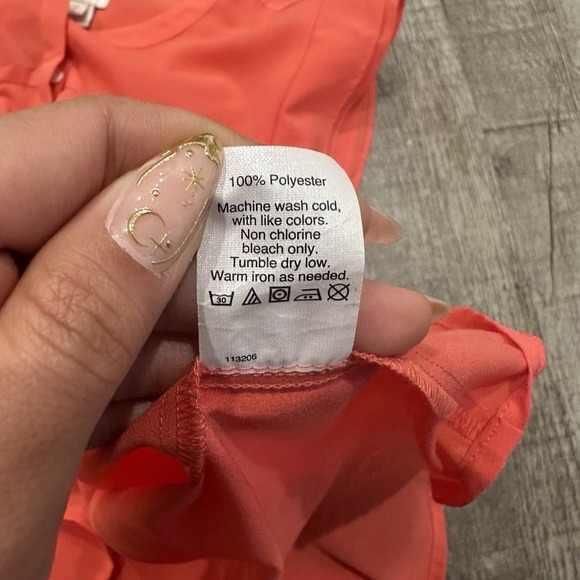 100% Polyester
Machine wash cold,
with like colors.
Non chlorine
bleach only.
Tumble dry low.
Warm iron as needed.
30
113206